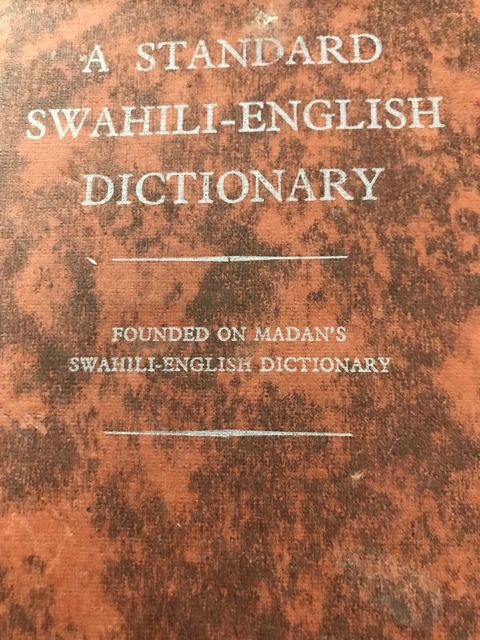 A STANDARD
SWAHILI-ENGLISH
DICTIONARY
FOUNDED ON MADAN'S
SWAHILI-ENGLISH DICTIONARY